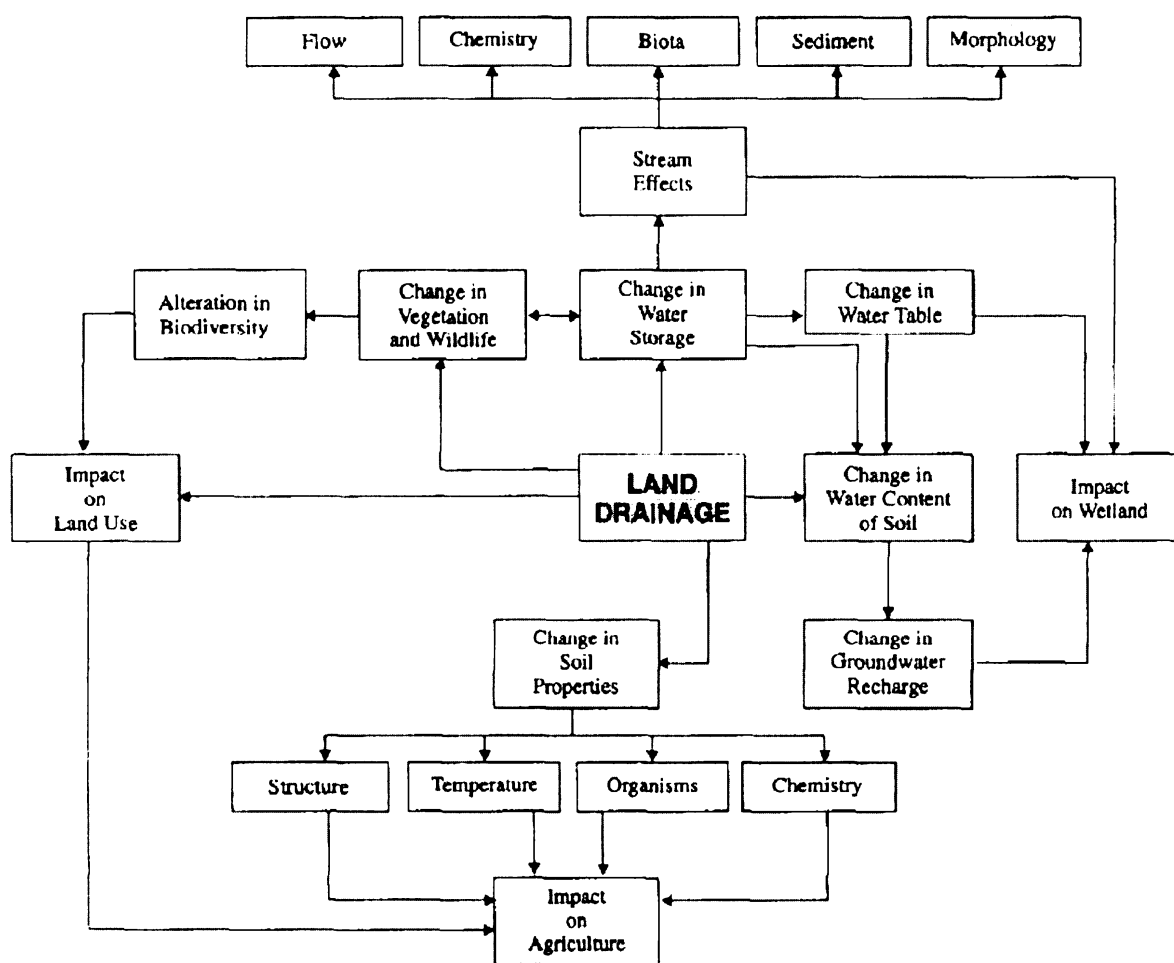 Flow
Chemistry
Biota
Sediment
Morphology
Stream
Effects
Alteration in
Biodiversity
Change in
Vegetation
and Wildlife
Change in
Water
Storage
Change in
Water Table
Impact
on
Land Use
LAND
DRAINAGE
Change in
Water Content
of Soil
Impact
on Wetland
Change in
Soil
Properties
Change in
Groundwater
Recharge
Structure
Temperature
Organisms
Chemistry
Impact
on
Agriculture